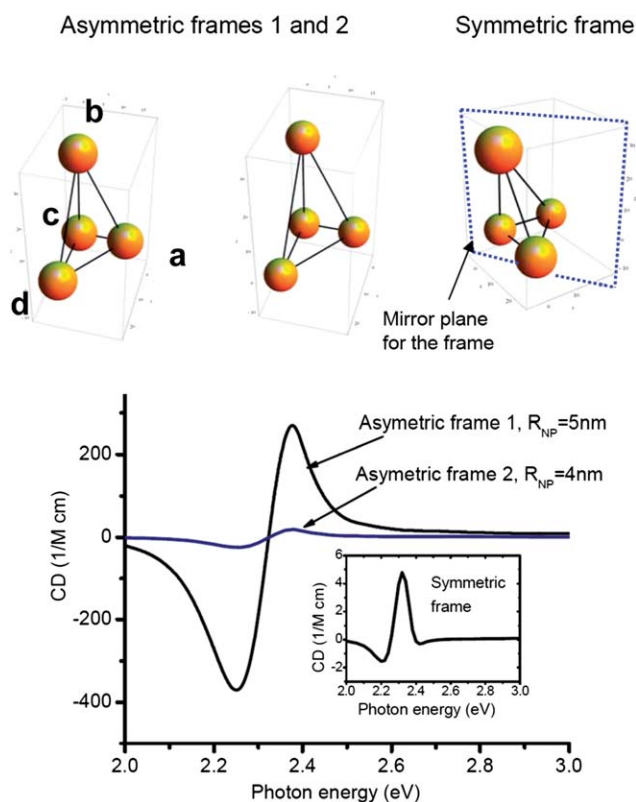 Asymmetric frames 1 and 2
Symmetric frame
b
c
a
d
Mirror plane
for the frame
Asymetric frame 1, R_NP=5nm
Asymetric frame 2, R_NP=4nm
CD (1/M cm)
200
0
-200
-400
2.0
2.2
2.4
2.6
2.8
3.0
Photon energy (eV)
Symmetric
frame
CD (1/M cm)
6
4
2
0
-2
2.0
2.2
2.4
2.6
2.8
3.0
Photon energy (eV)